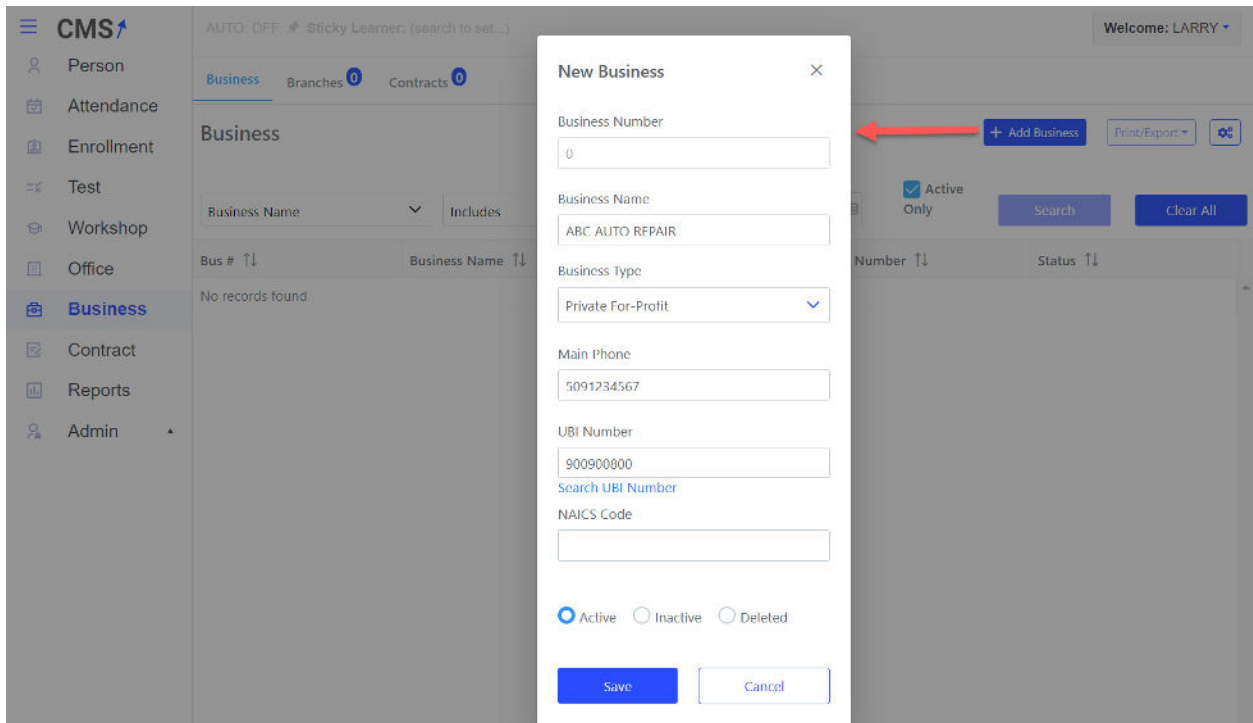 CMS
AUTO: OFF Sticky Learner: (search to set...)
Welcome: LARRY
Person
Attendance
Enrollment
Test
Workshop
Office
Business
Contract
Reports
Admin
Business Branches 0 Contracts 0
Business
+ Add Business
Print/Export
Business Name
Includes
Active
Only
Search
Clear All
Bus # Business Name Number Status
No records found
New Business
Business Number
0
Business Name
ABC AUTO REPAIR
Business Type
Private For-Profit
Main Phone
5091234567
UBI Number
900900800
Search UBI Number
NAICS Code
Active Inactive Deleted
Save Cancel